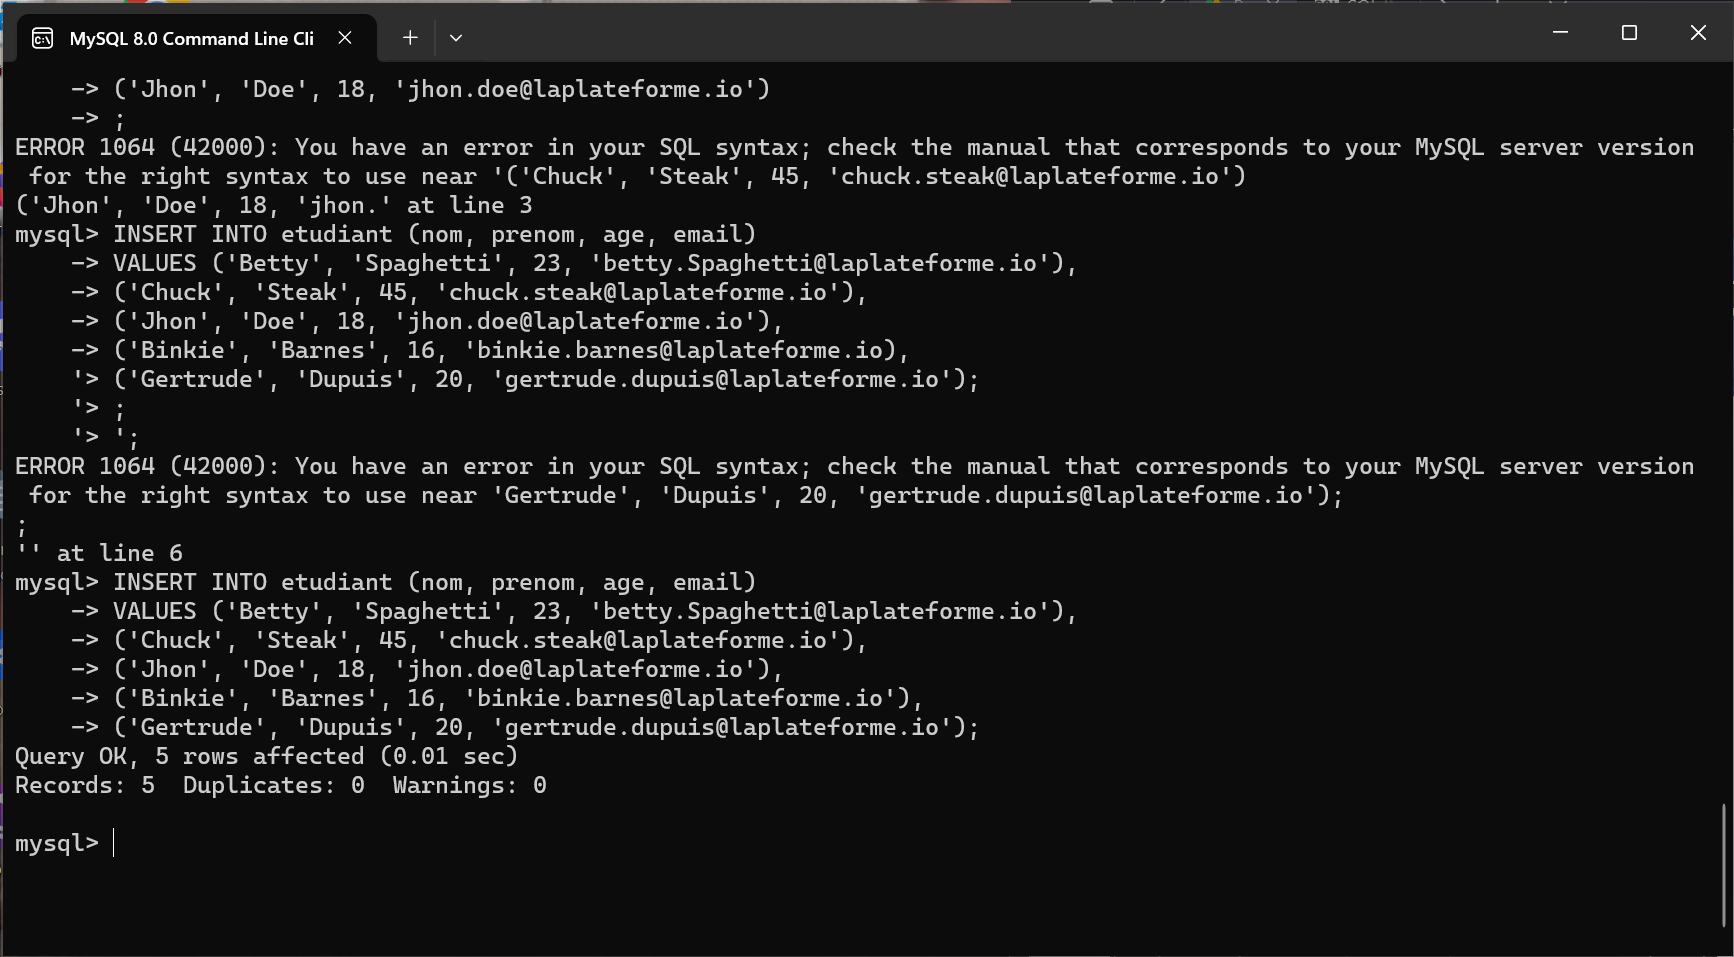 MySQL 8.0 Command Line Cli
-> ('Jhon', 'Doe', 18, 'jhon.doe@laplateforme.io')
-> ;
ERROR 1064 (42000): You have an error in your SQL syntax; check the manual that corresponds to your MySQL server version
for the right syntax to use near '('Chuck', 'Steak', 45, 'chuck.steak@laplateforme.io')
('Jhon', 'Doe', 18, 'jhon.' at line 3
mysql> INSERT INTO etudiant (nom, prenom, age, email)
-> VALUES ('Betty', 'Spaghetti', 23, 'betty.Spaghetti@laplateforme.io'),
-> ('Chuck', 'Steak', 45, 'chuck.steak@laplateforme.io'),
-> ('Jhon', 'Doe', 18, 'jhon.doe@laplateforme.io'),
-> ('Binkie', 'Barnes', 16, 'binkie.barnes@laplateforme.io),
'> ('Gertrude', 'Dupuis', 20, 'gertrude.dupuis@laplateforme.io');
'> ;
'> ';
ERROR 1064 (42000): You have an error in your SQL syntax; check the manual that corresponds to your MySQL server version
for the right syntax to use near 'Gertrude', 'Dupuis', 20, 'gertrude.dupuis@laplateforme.io');
;
'' at line 6
mysql> INSERT INTO etudiant (nom, prenom, age, email)
-> VALUES ('Betty', 'Spaghetti', 23, 'betty.Spaghetti@laplateforme.io'),
-> ('Chuck', 'Steak', 45, 'chuck.steak@laplateforme.io'),
-> ('Jhon', 'Doe', 18, 'jhon.doe@laplateforme.io'),
-> ('Binkie', 'Barnes', 16, 'binkie.barnes@laplateforme.io'),
-> ('Gertrude', 'Dupuis', 20, 'gertrude.dupuis@laplateforme.io');
Query OK, 5 rows affected (0.01 sec)
Records: 5  Duplicates: 0  Warnings: 0
mysql>